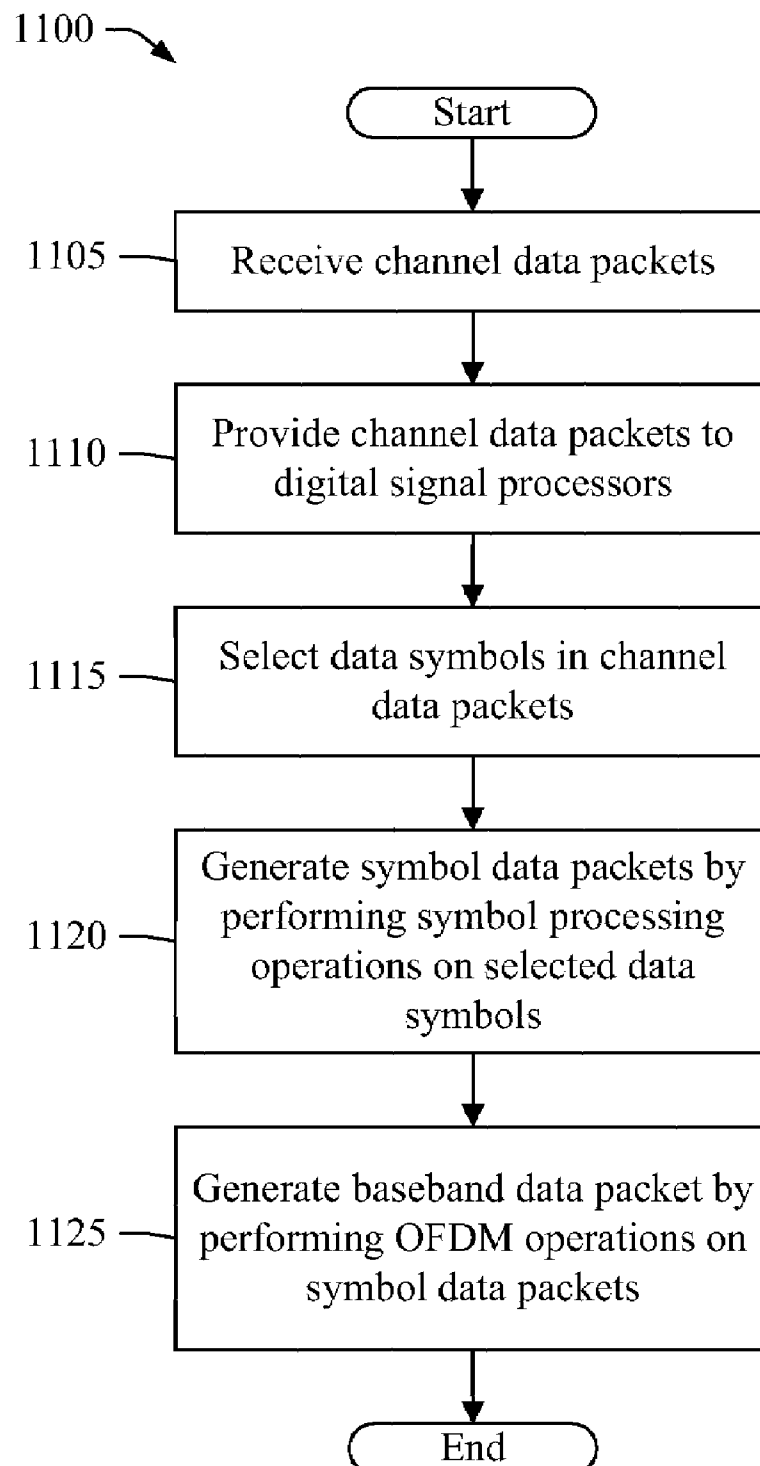 1100
Start
1105
Receive channel data packets
1110
Provide channel data packets to
digital signal processors
1115
Select data symbols in channel
data packets
1120
Generate symbol data packets by
performing symbol processing
operations on selected data
symbols
1125
Generate baseband data packet by
performing OFDM operations on
symbol data packets
End